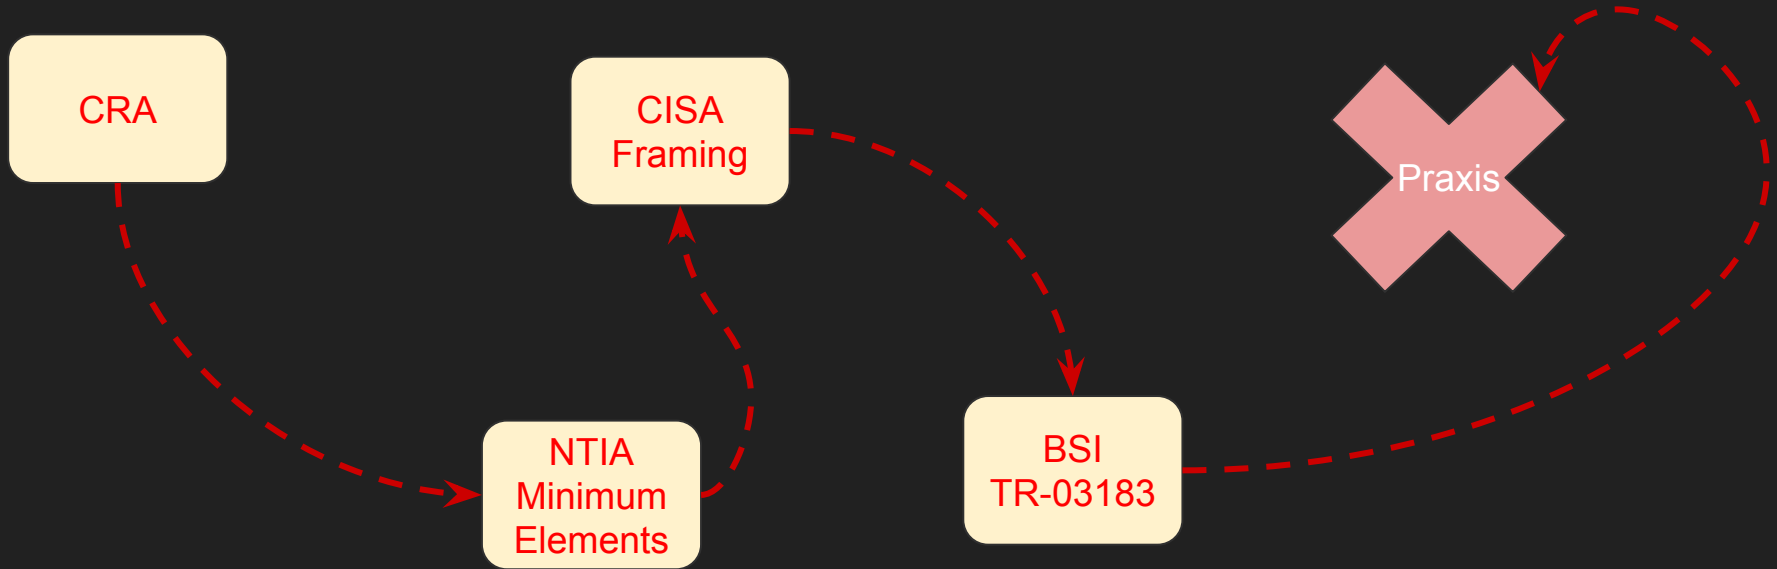 CRA
NTIA
Minimum
Elements
CISA
Framing
BSI
TR-03183
Praxis